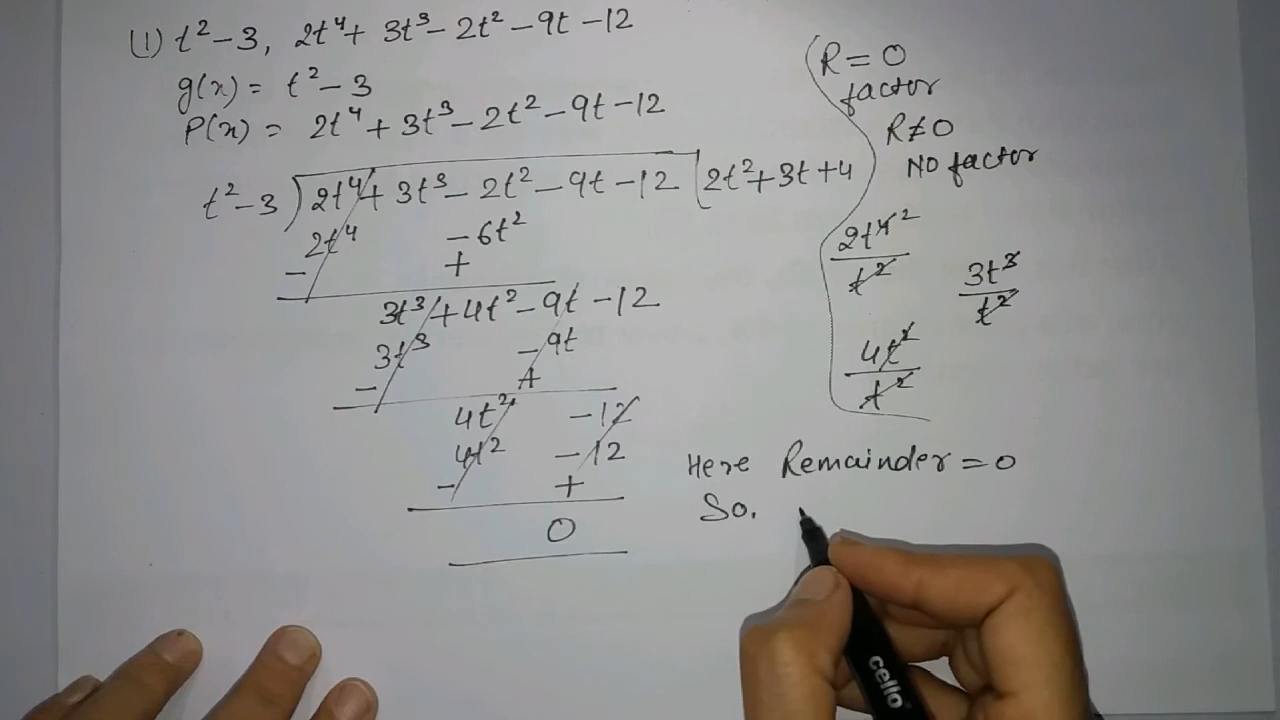 (1) t² – 3, 2t⁴ + 3t³ – 2t² – 9t – 12
g(x) = t² – 3
P(x) = 2t⁴ + 3t³ – 2t² – 9t – 12
t² – 3 ) 2t⁴ + 3t³ – 2t² – 9t – 12 ( 2t² + 3t + 4
2t⁴ – 6t²
– +
3t³ + 4t² – 9t – 12
3t³ – 9t
– +
4t² – 12
4t² – 12
– +
0
R = 0
factor
R ≠ 0
No factor
2t⁴ ²
t²
3t³
t²
4t²
t²
Here Remainder = 0
So,
cello